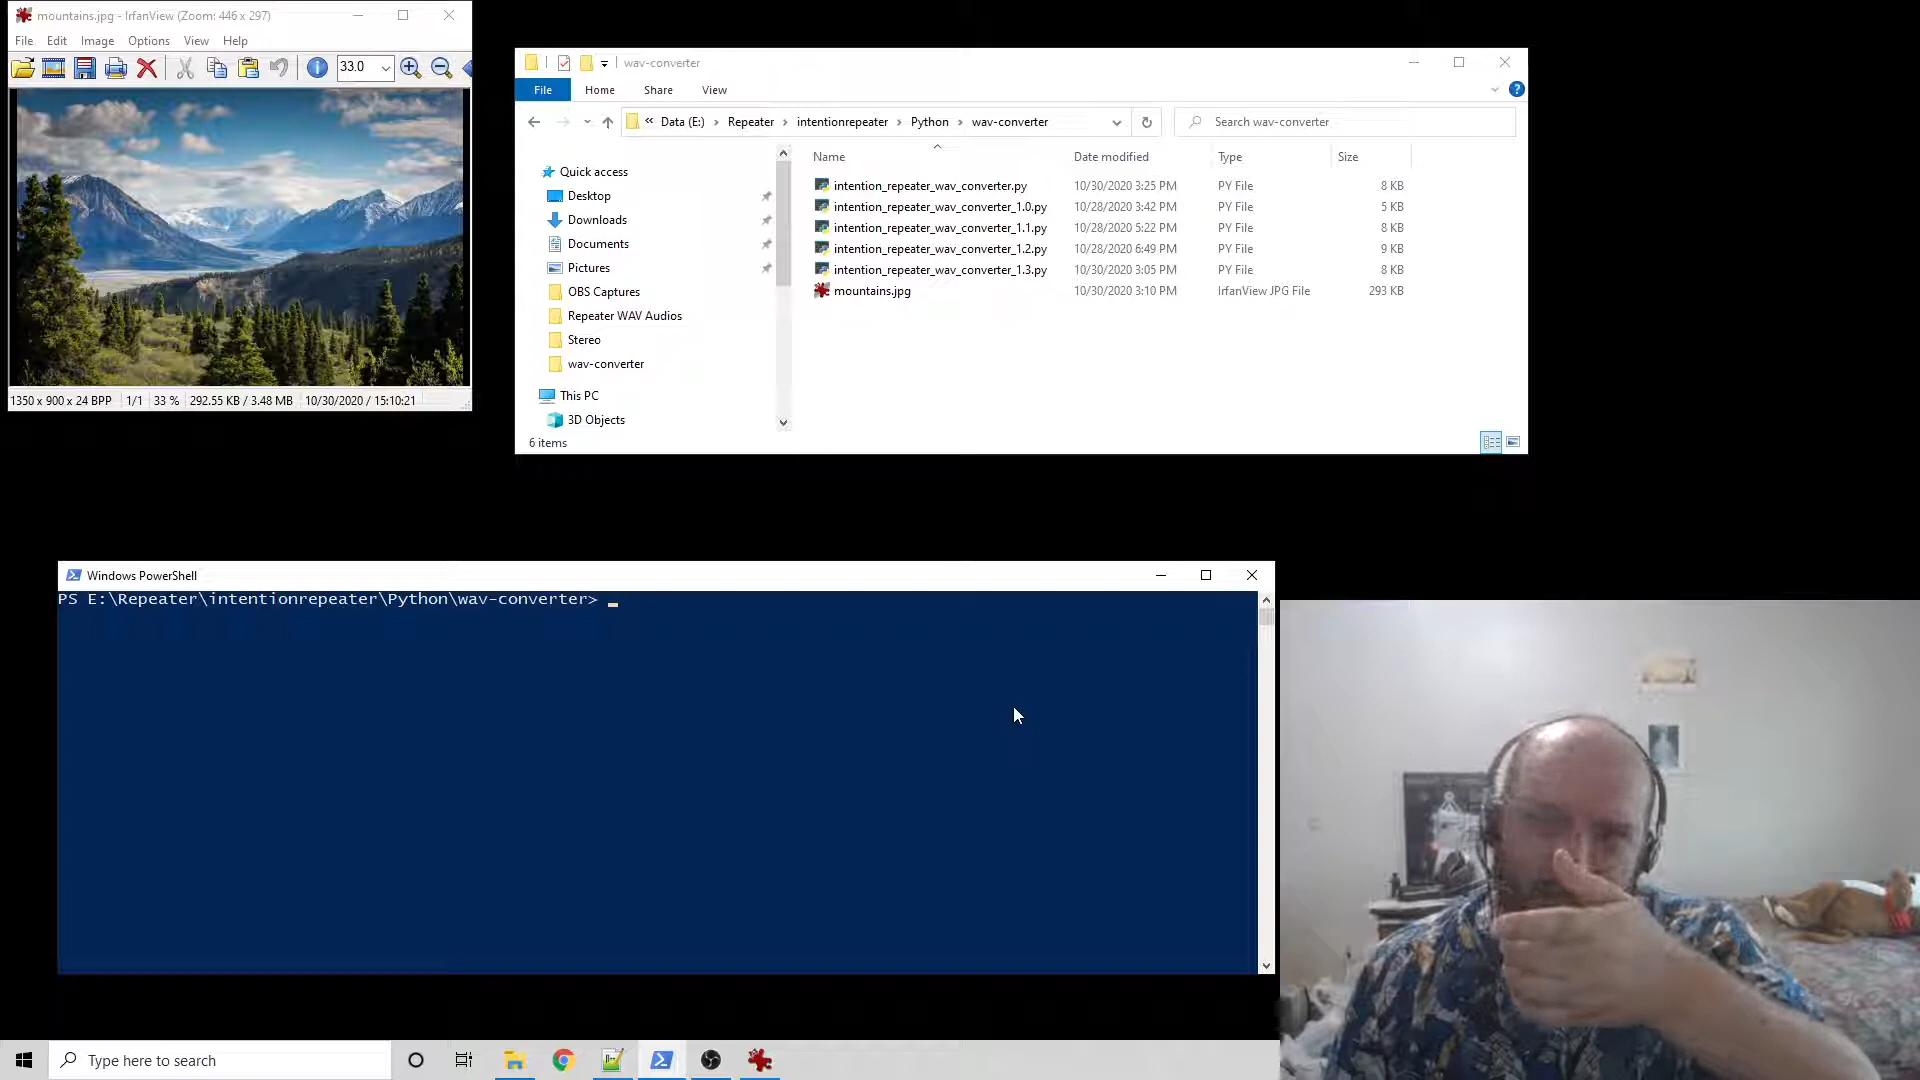 mountains.jpg - IrfanView (Zoom: 446 x 297)
File Edit Image Options View Help
33.0
1350 x 900 x 24 BPP 1/1 33 % 292.55 KB / 3.48 MB 10/30/2020 / 15:10:21
wav-converter
File Home Share View
« Data (E:) › Repeater › intentionrepeater › Python › wav-converter
Search wav-converter
Quick access
Desktop
Downloads
Documents
Pictures
OBS Captures
Repeater WAV Audios
Stereo
wav-converter
This PC
3D Objects
Name Date modified Type Size
intention_repeater_wav_converter.py 10/30/2020 3:25 PM PY File 8 KB
intention_repeater_wav_converter_1.0.py 10/28/2020 3:42 PM PY File 5 KB
intention_repeater_wav_converter_1.1.py 10/28/2020 5:22 PM PY File 8 KB
intention_repeater_wav_converter_1.2.py 10/28/2020 6:49 PM PY File 9 KB
intention_repeater_wav_converter_1.3.py 10/30/2020 3:05 PM PY File 8 KB
mountains.jpg 10/30/2020 3:10 PM IrfanView JPG File 293 KB
6 items
Windows PowerShell
PS E:\Repeater\intentionrepeater\Python\wav-converter> _
Type here to search